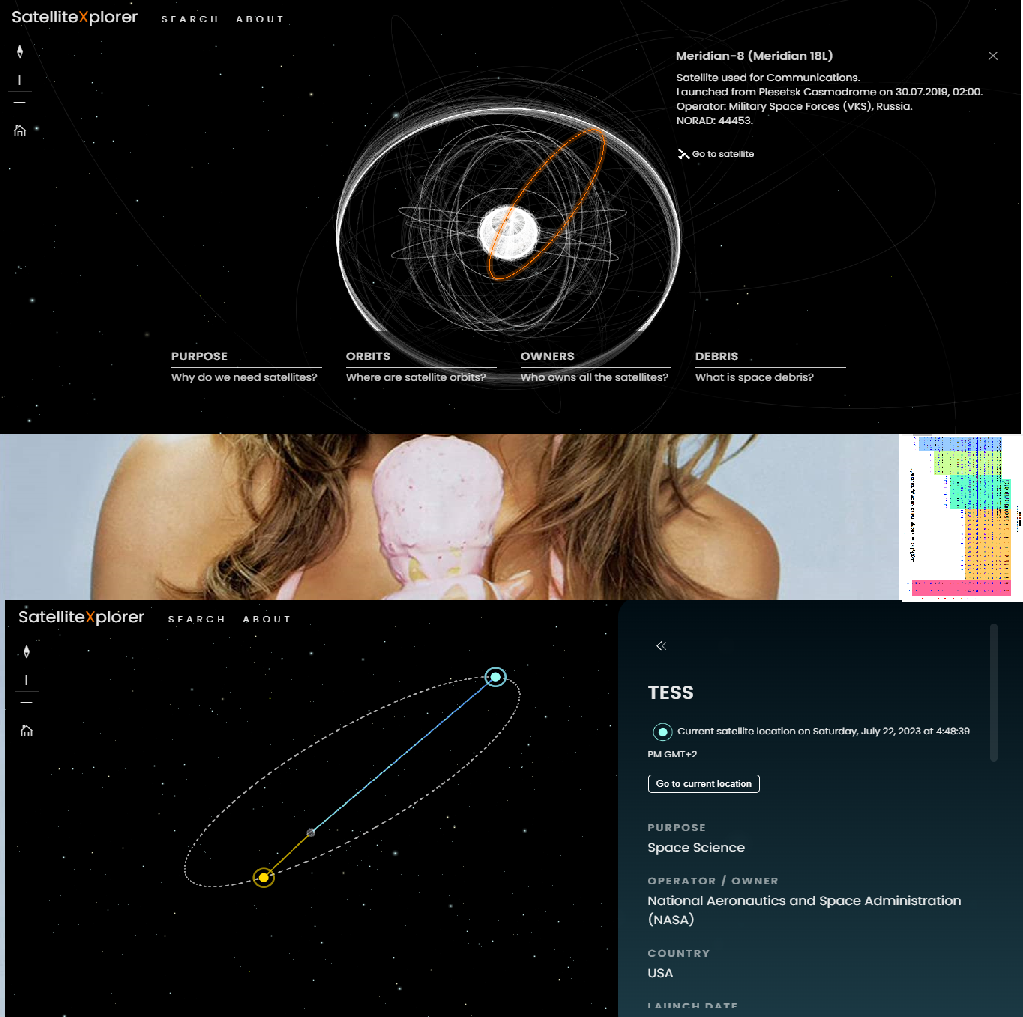 SatelliteXplorer
SEARCH ABOUT
Meridian-8 (Meridian 18L)
Satellite used for Communications.
Launched from Plesetsk Casmodrome on 30.07.2019, 02:00.
Operator: Military Space Forces (VKS), Russia.
NORAD: 44453.
Go to satellite
PURPOSE
Why do we need satellites?
ORBITS
Where are satellite orbits?
OWNERS
Who owns all the satellites?
DEBRIS
What is space debris?
SatelliteXplorer
SEARCH ABOUT
TESS
Current satellite location on Saturday, July 22, 2023 at 4:48:39
PM GMT+2
Go to current location
PURPOSE
Space Science
OPERATOR / OWNER
National Aeronautics and Space Administration
(NASA)
COUNTRY
USA
LAUNCH DATE